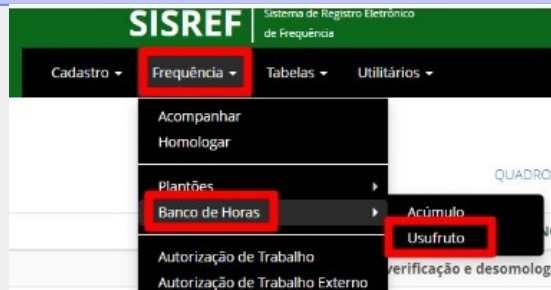 SISREF
Sistema de Registro Eletrônico
de Frequência
Cadastro Frequência Tabelas Utilitários
Acompanhar
Homologar
QUADRO
Plantões
Banco de Horas
Acúmulo
Usufruto
Autorização de Trabalho
verificação e desomolog
Autorização de Trabalho Externo